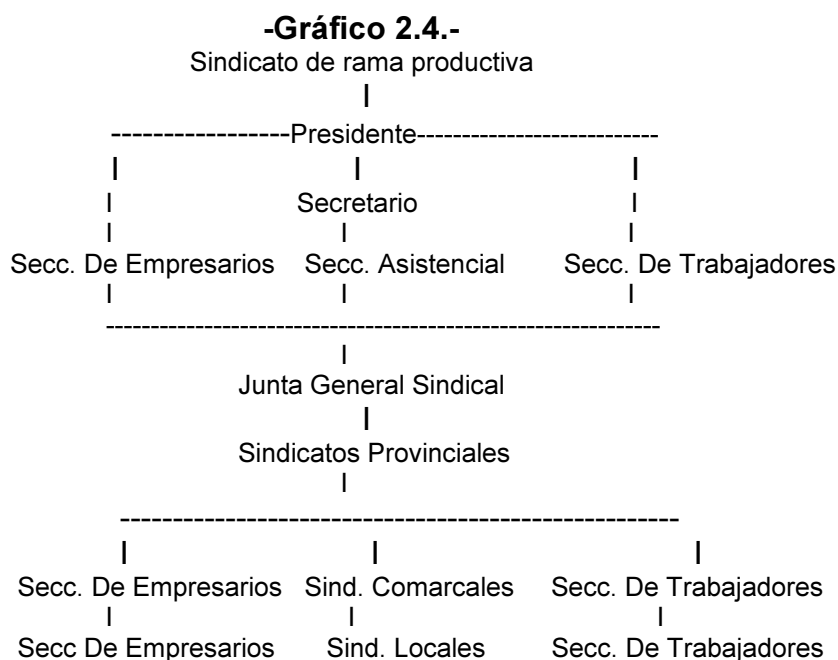 -Gráfico 2.4.-
Sindicato de rama productiva
|
-----------------Presidente---------------------------
| | |
| Secretario |
| | |
Secc. De Empresarios Secc. Asistencial Secc. De Trabajadores
| | |
--------------------------------------------------------------
|
Junta General Sindical
|
Sindicatos Provinciales
|
-----------------------------------------------------
| | |
Secc. De Empresarios Sind. Comarcales Secc. De Trabajadores
| | |
Secc De Empresarios Sind. Locales Secc. De Trabajadores